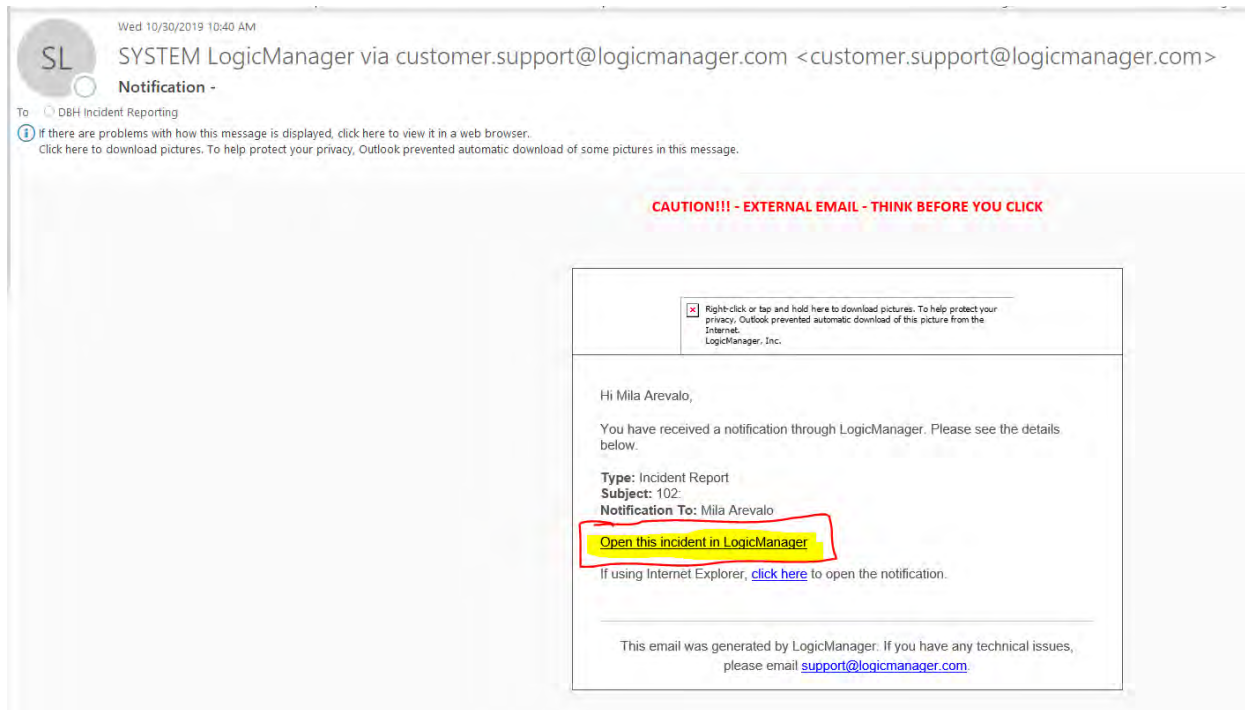 Wed 10/30/2019 10:40 AM
SL
SYSTEM LogicManager via customer.support@logicmanager.com <customer.support@logicmanager.com>
Notification -
To DBH Incident Reporting
If there are problems with how this message is displayed, click here to view it in a web browser.
Click here to download pictures. To help protect your privacy, Outlook prevented automatic download of some pictures in this message.
CAUTION!!! - EXTERNAL EMAIL - THINK BEFORE YOU CLICK
Right-click or tap and hold here to download pictures. To help protect your
privacy, Outlook prevented automatic download of this picture from the
Internet.
LogicManager, Inc.
Hi Mila Arevalo,
You have received a notification through LogicManager. Please see the details
below.
Type: Incident Report
Subject: 102:
Notification To: Mila Arevalo
Open this incident in LogicManager
If using Internet Explorer, click here to open the notification.
This email was generated by LogicManager. If you have any technical issues,
please email support@logicmanager.com.